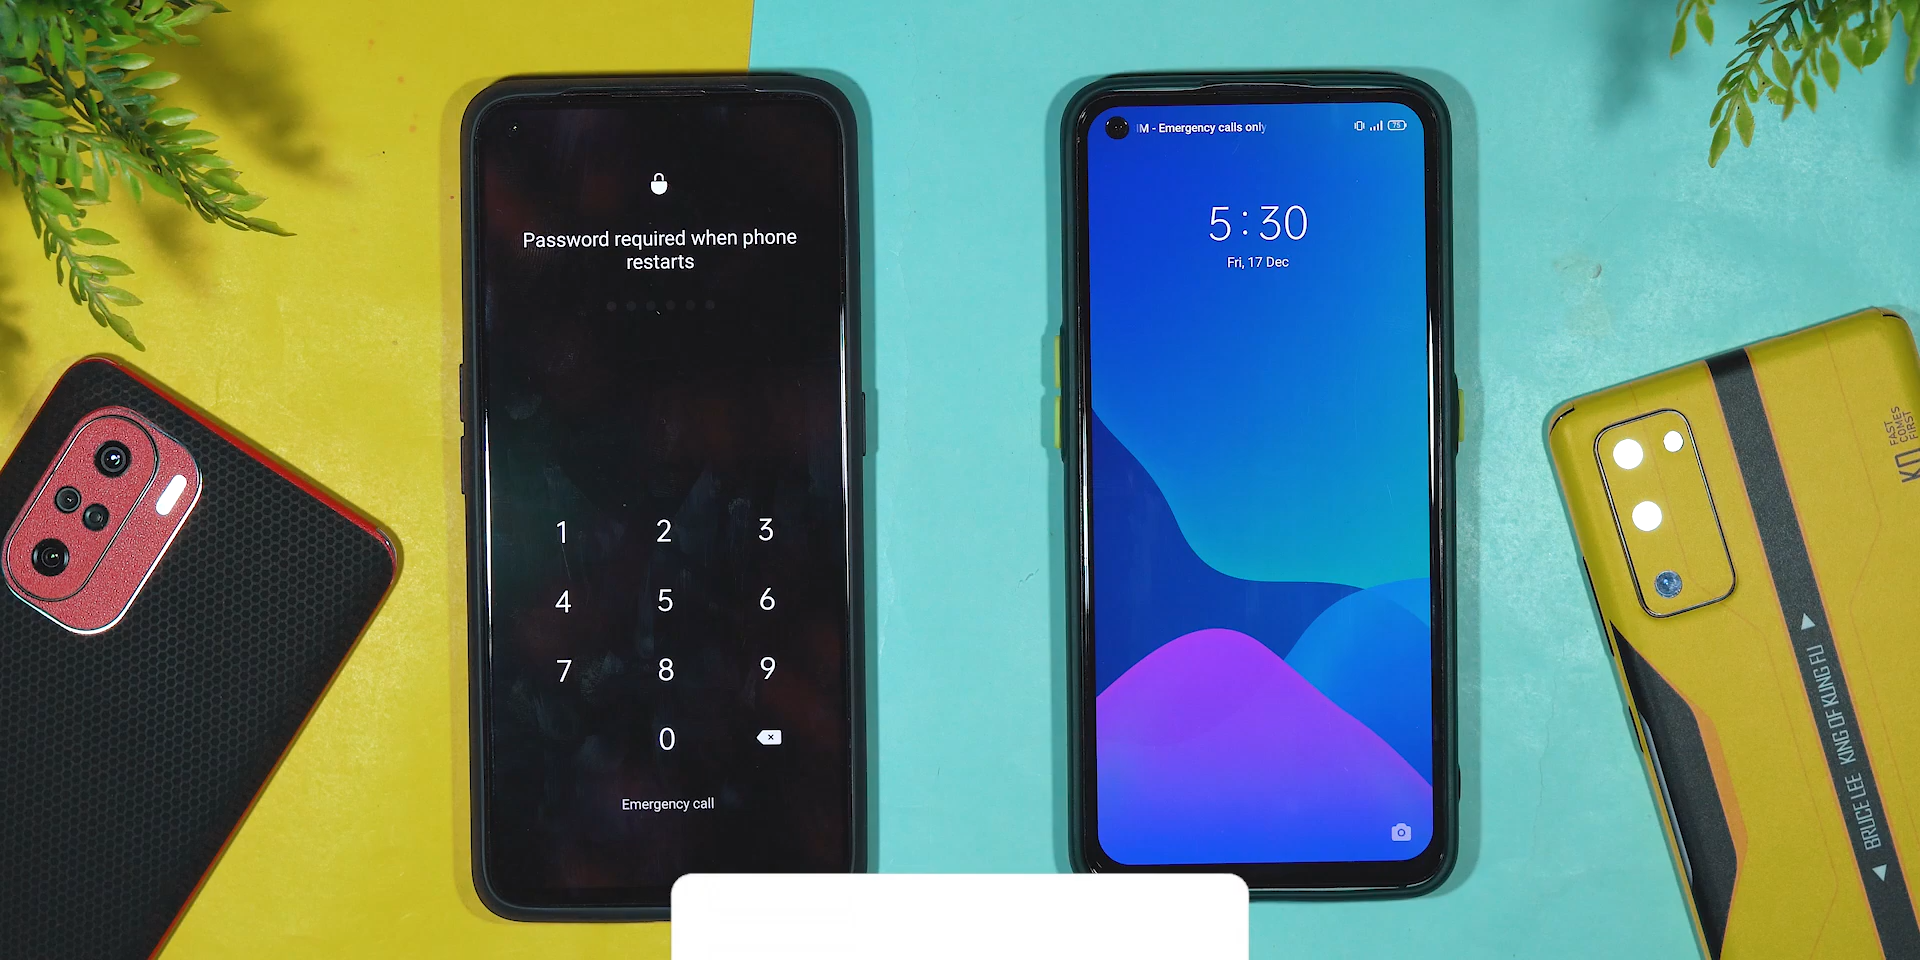 Password required when phone
restarts
1 2 3
4 5 6
7 8 9
0
Emergency call
M - Emergency calls only
75
5:30
Fri, 17 Dec
FAST
COMES
FIRST
BRUCE LEE KING OF KUNG FU